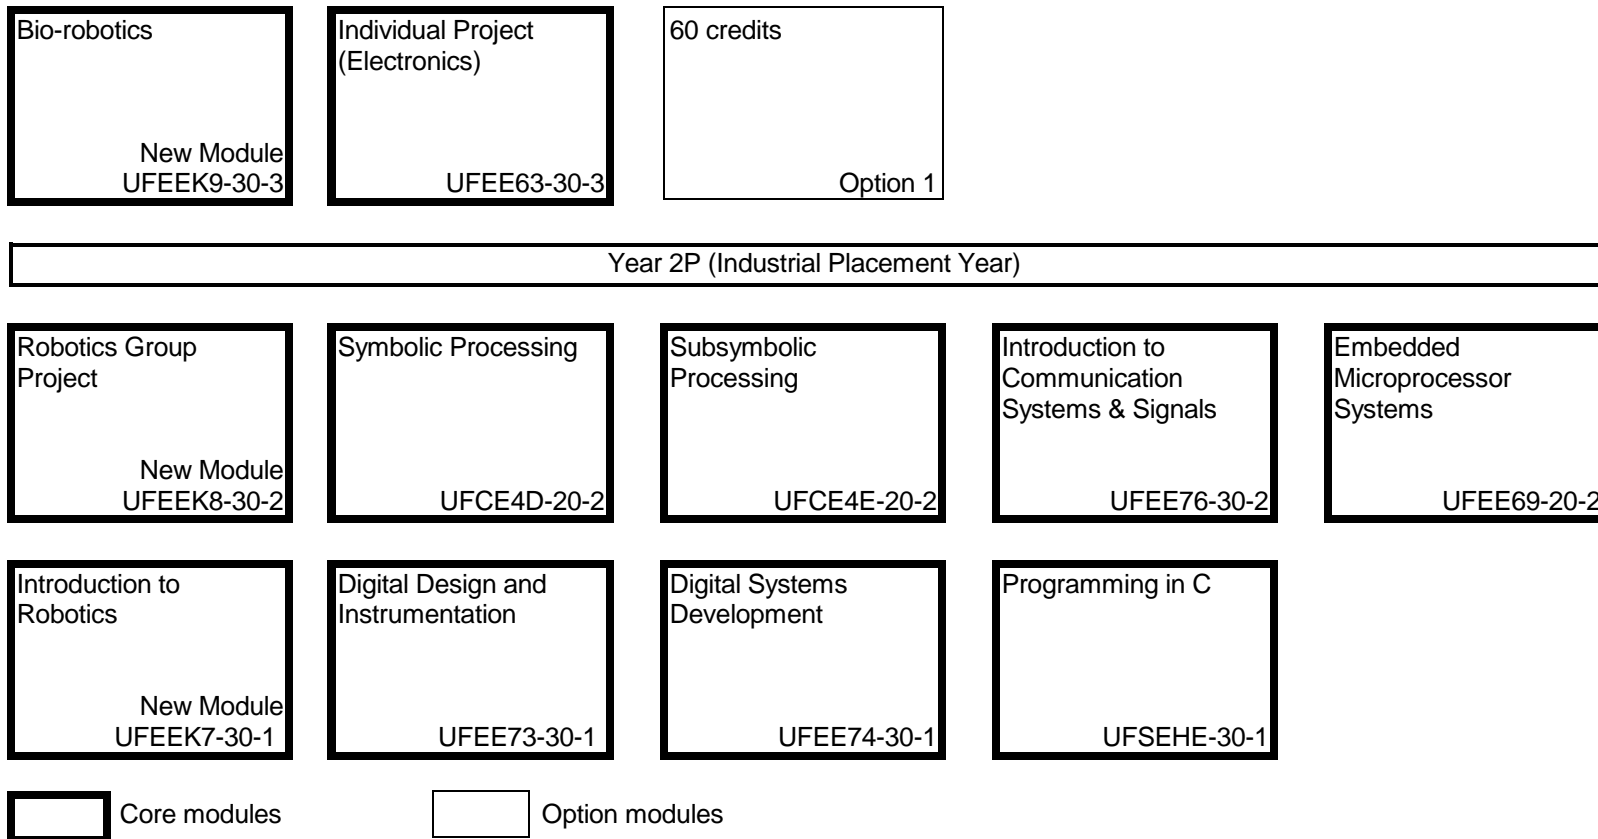 Bio-robotics
New Module
UFEEK9-30-3
Individual Project
(Electronics)
UFEE63-30-3
60 credits
Option 1
Year 2P (Industrial Placement Year)
Robotics Group
Project
New Module
UFEEK8-30-2
Symbolic Processing
UFCE4D-20-2
Subsymbolic
Processing
UFCE4E-20-2
Introduction to
Communication
Systems & Signals
UFEE76-30-2
Embedded
Microprocessor
Systems
UFEE69-20-2
Introduction to
Robotics
New Module
UFEEK7-30-1
Digital Design and
Instrumentation
UFEE73-30-1
Digital Systems
Development
UFEE74-30-1
Programming in C
UFSEHE-30-1
Core modules
Option modules